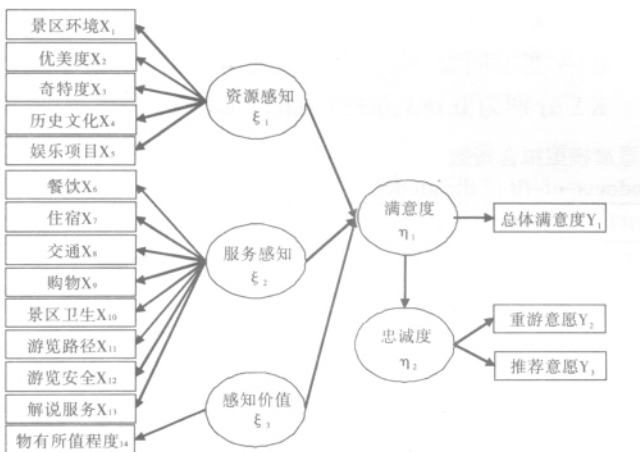 景区环境X₁
优美度X₂
奇特度X₃
历史文化X₄
娱乐项目X₅
餐饮X₆
住宿X₇
交通X₈
购物X₉
景区卫生X₁₀
游览路径X₁₁
游览安全X₁₂
解说服务X₁₃
物有所值程度₁₄
资源感知
ξ₁
服务感知
ξ₂
感知价值
ξ₃
满意度
η₁
忠诚度
η₂
总体满意度Y₁
重游意愿Y₂
推荐意愿Y₃